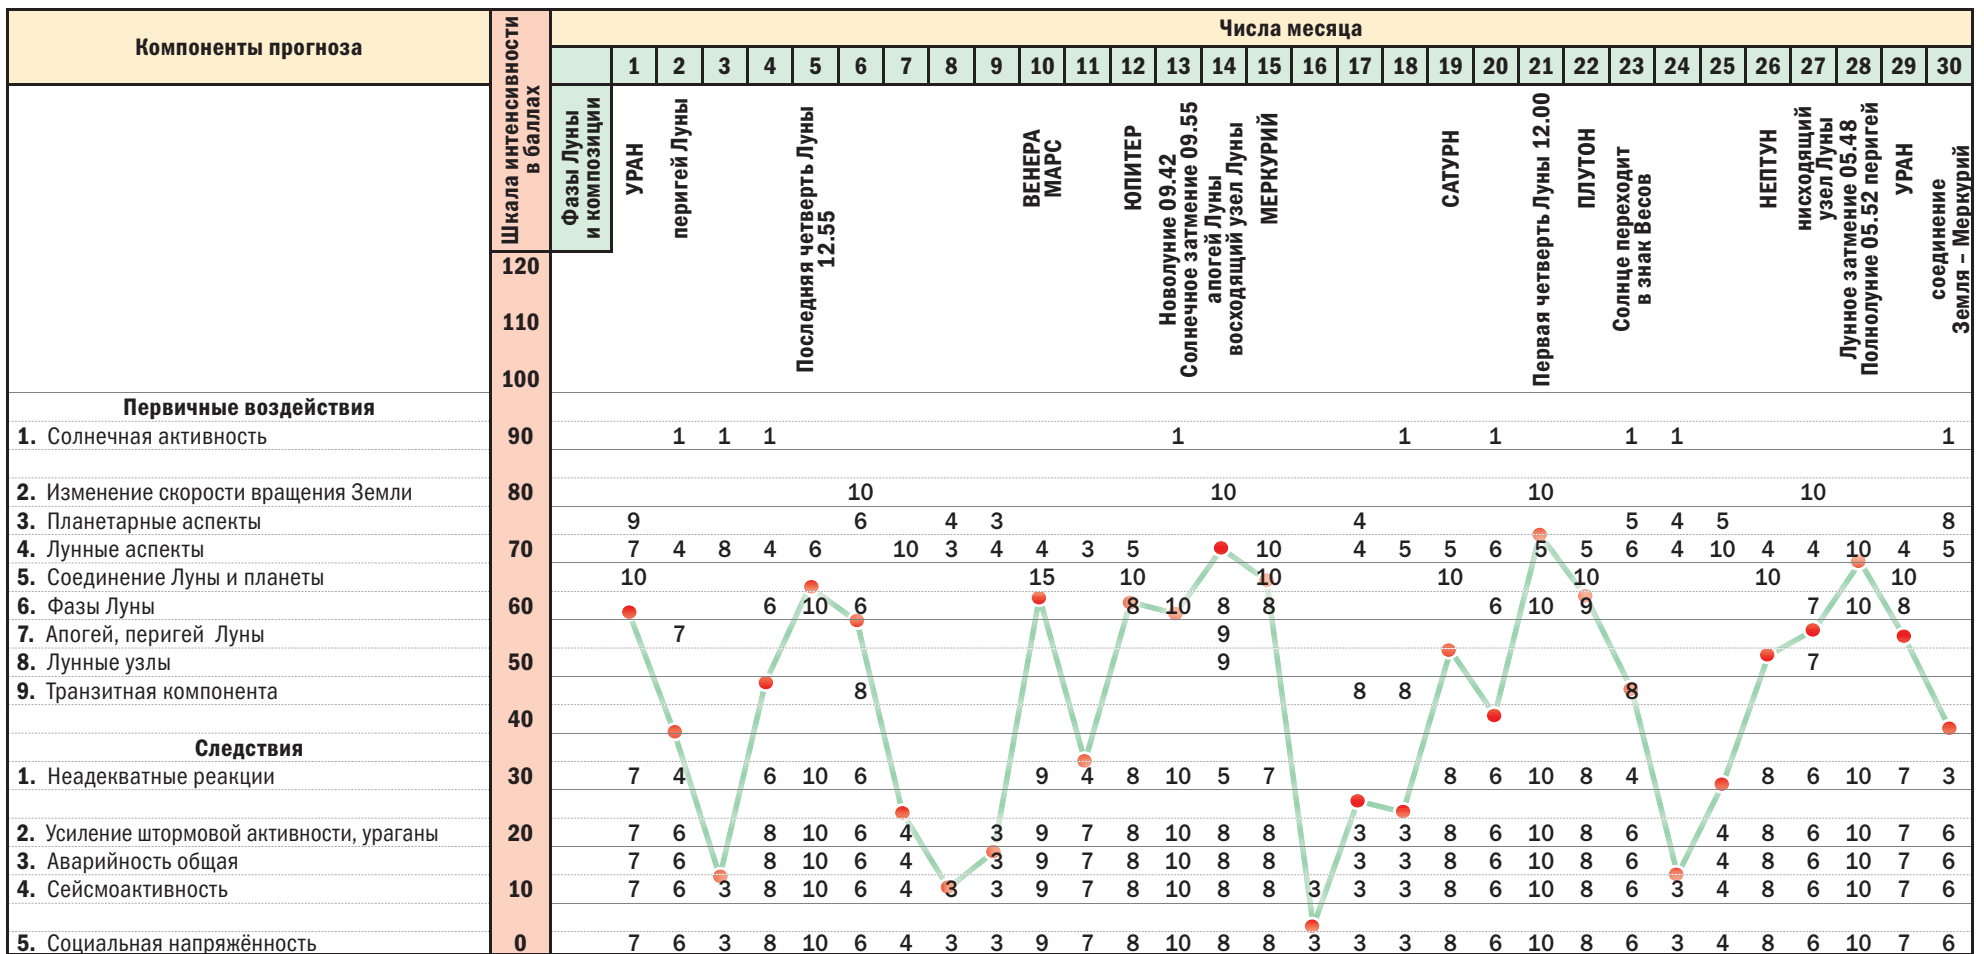 Компоненты прогноза
Шкала интенсивности
в баллах
Числа месяца
1 2 3 4 5 6 7 8 9 10 11 12 13 14 15 16 17 18 19 20 21 22 23 24 25 26 27 28 29 30
Фазы Луны
и композиции
УРАН
перигей Луны
Последняя четверть Луны
12.55
ВЕНЕРА
МАРС
ЮПИТЕР
Новолуние 09.42
Солнечное затмение 09.55
апогей Луны
восходящий узел Луны
МЕРКУРИЙ
САТУРН
Первая четверть Луны 12.00
ПЛУТОН
Солнце переходит
в знак Весов
НЕПТУН
нисходящий
узел Луны
Лунное затмение 05.48
Полнолуние 05.52 перигей
УРАН
соединение
Земля – Меркурий
120
110
100
Первичные воздействия
1. Солнечная активность 90 1 1 1 1 1 1 1 1 1
2. Изменение скорости вращения Земли 80 10 10 10 10
3. Планетарные аспекты 9 6 4 3 4 5 4 5 8
4. Лунные аспекты 70 7 4 8 4 6 10 3 4 4 3 5 10 4 5 5 6 5 5 6 4 10 4 4 10 4 5
5. Соединение Луны и планеты 10 15 10 10 10 10 10 10
6. Фазы Луны 60 6 10 6 8 10 8 8 6 10 9 7 10 8
7. Апогей, перигей Луны 7 9
8. Лунные узлы 50 9 7
9. Транзитная компонента 8 8 8 8
40
Следствия
1. Неадекватные реакции 30 7 4 6 10 6 9 4 8 10 5 7 8 6 10 8 4 8 6 10 7 3
2. Усиление штормовой активности, ураганы 20 7 6 8 10 6 4 3 9 7 8 10 8 8 3 3 8 6 10 8 6 4 8 6 10 7 6
3. Аварийность общая 7 6 8 10 6 4 3 9 7 8 10 8 8 3 3 8 6 10 8 6 4 8 6 10 7 6
4. Сейсмоактивность 10 7 6 3 8 10 6 4 3 3 9 7 8 10 8 8 3 3 3 8 6 10 8 6 3 4 8 6 10 7 6
5. Социальная напряжённость 0 7 6 3 8 10 6 4 3 3 9 7 8 10 8 8 3 3 3 8 6 10 8 6 3 4 8 6 10 7 6